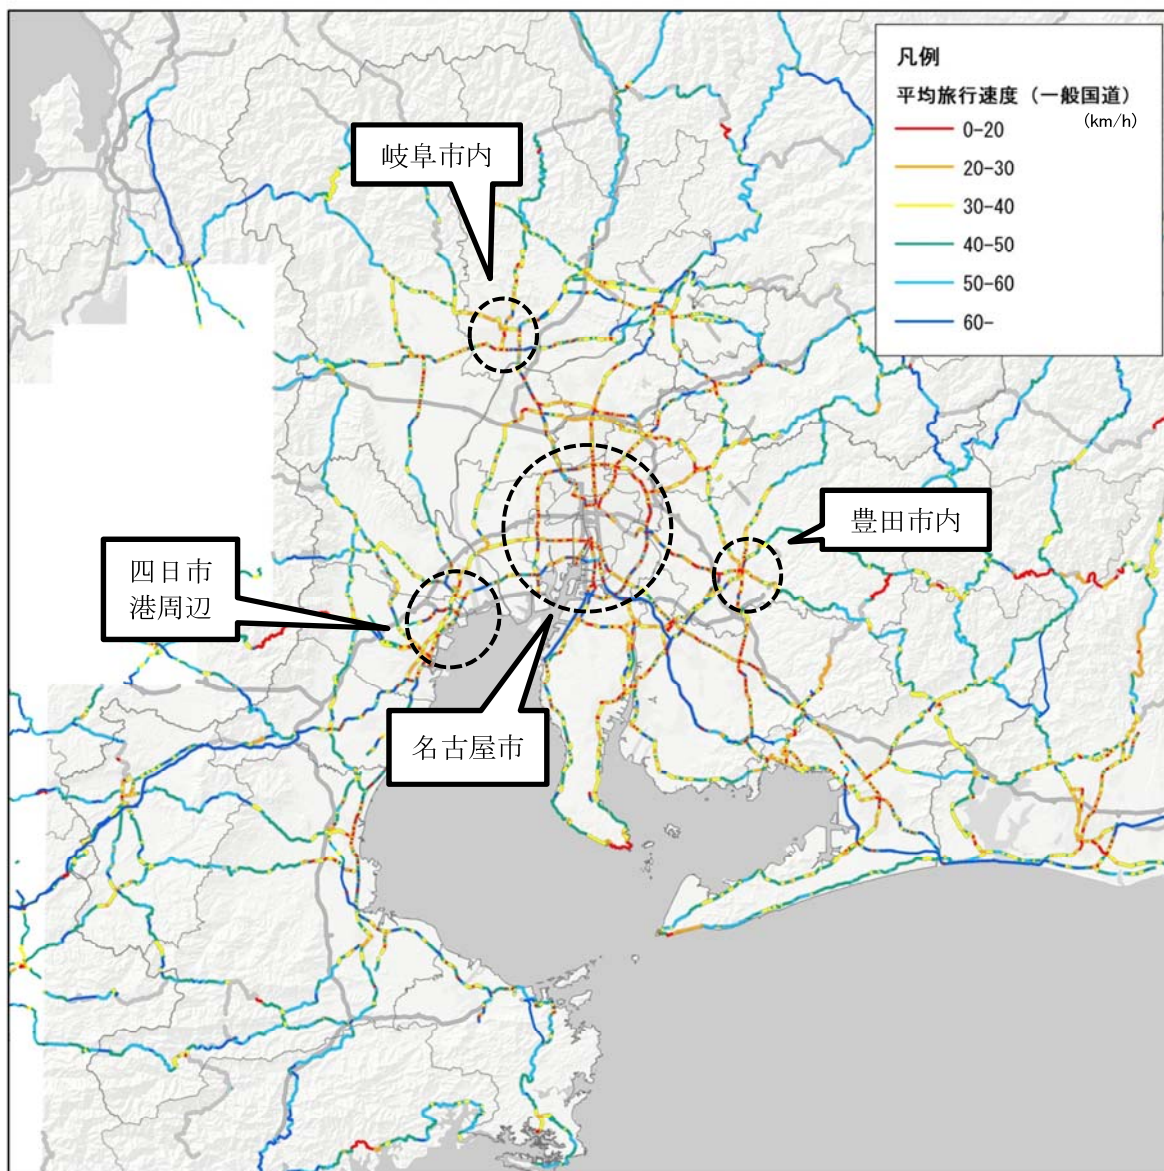 凡例
平均旅行速度（一般国道）
(km/h)
0-20
20-30
30-40
40-50
50-60
60-
岐阜市内
豊田市内
四日市
港周辺
名古屋市